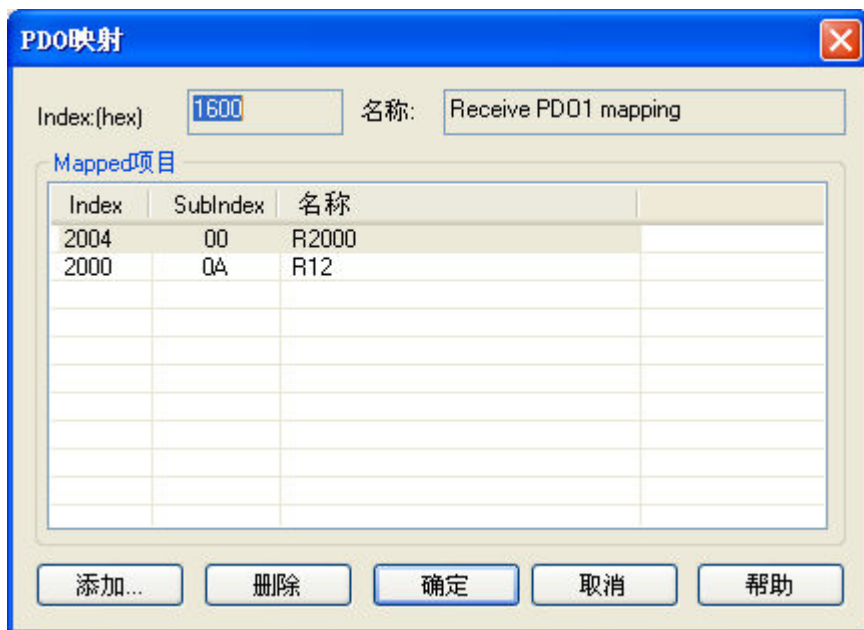 PDO映射
Index:(hex) 1600 名称: Receive PDO1 mapping
Mapped项目
Index SubIndex 名称
2004 00 R2000
2000 0A R12
添加... 删除 确定 取消 帮助